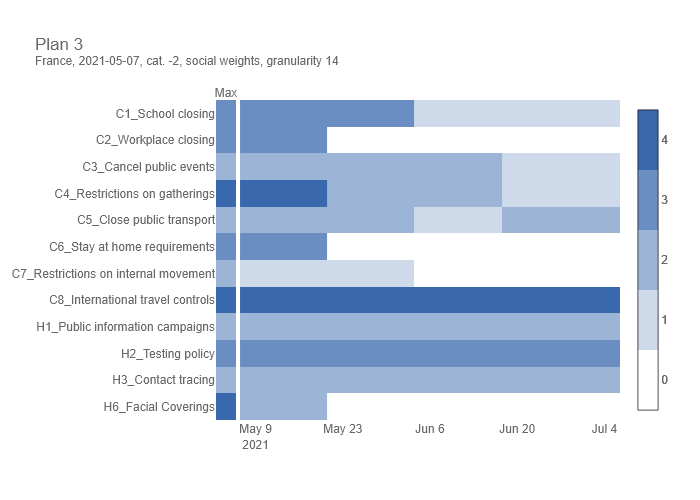 Plan 3
France, 2021-05-07, cat. -2, social weights, granularity 14
Max
C1_School closing
C2_Workplace closing
C3_Cancel public events
C4_Restrictions on gatherings
C5_Close public transport
C6_Stay at home requirements
C7_Restrictions on internal movement
C8_International travel controls
H1_Public information campaigns
H2_Testing policy
H3_Contact tracing
H6_Facial Coverings
May 9 May 23 Jun 6 Jun 20 Jul 4
2021
4
3
2
1
0